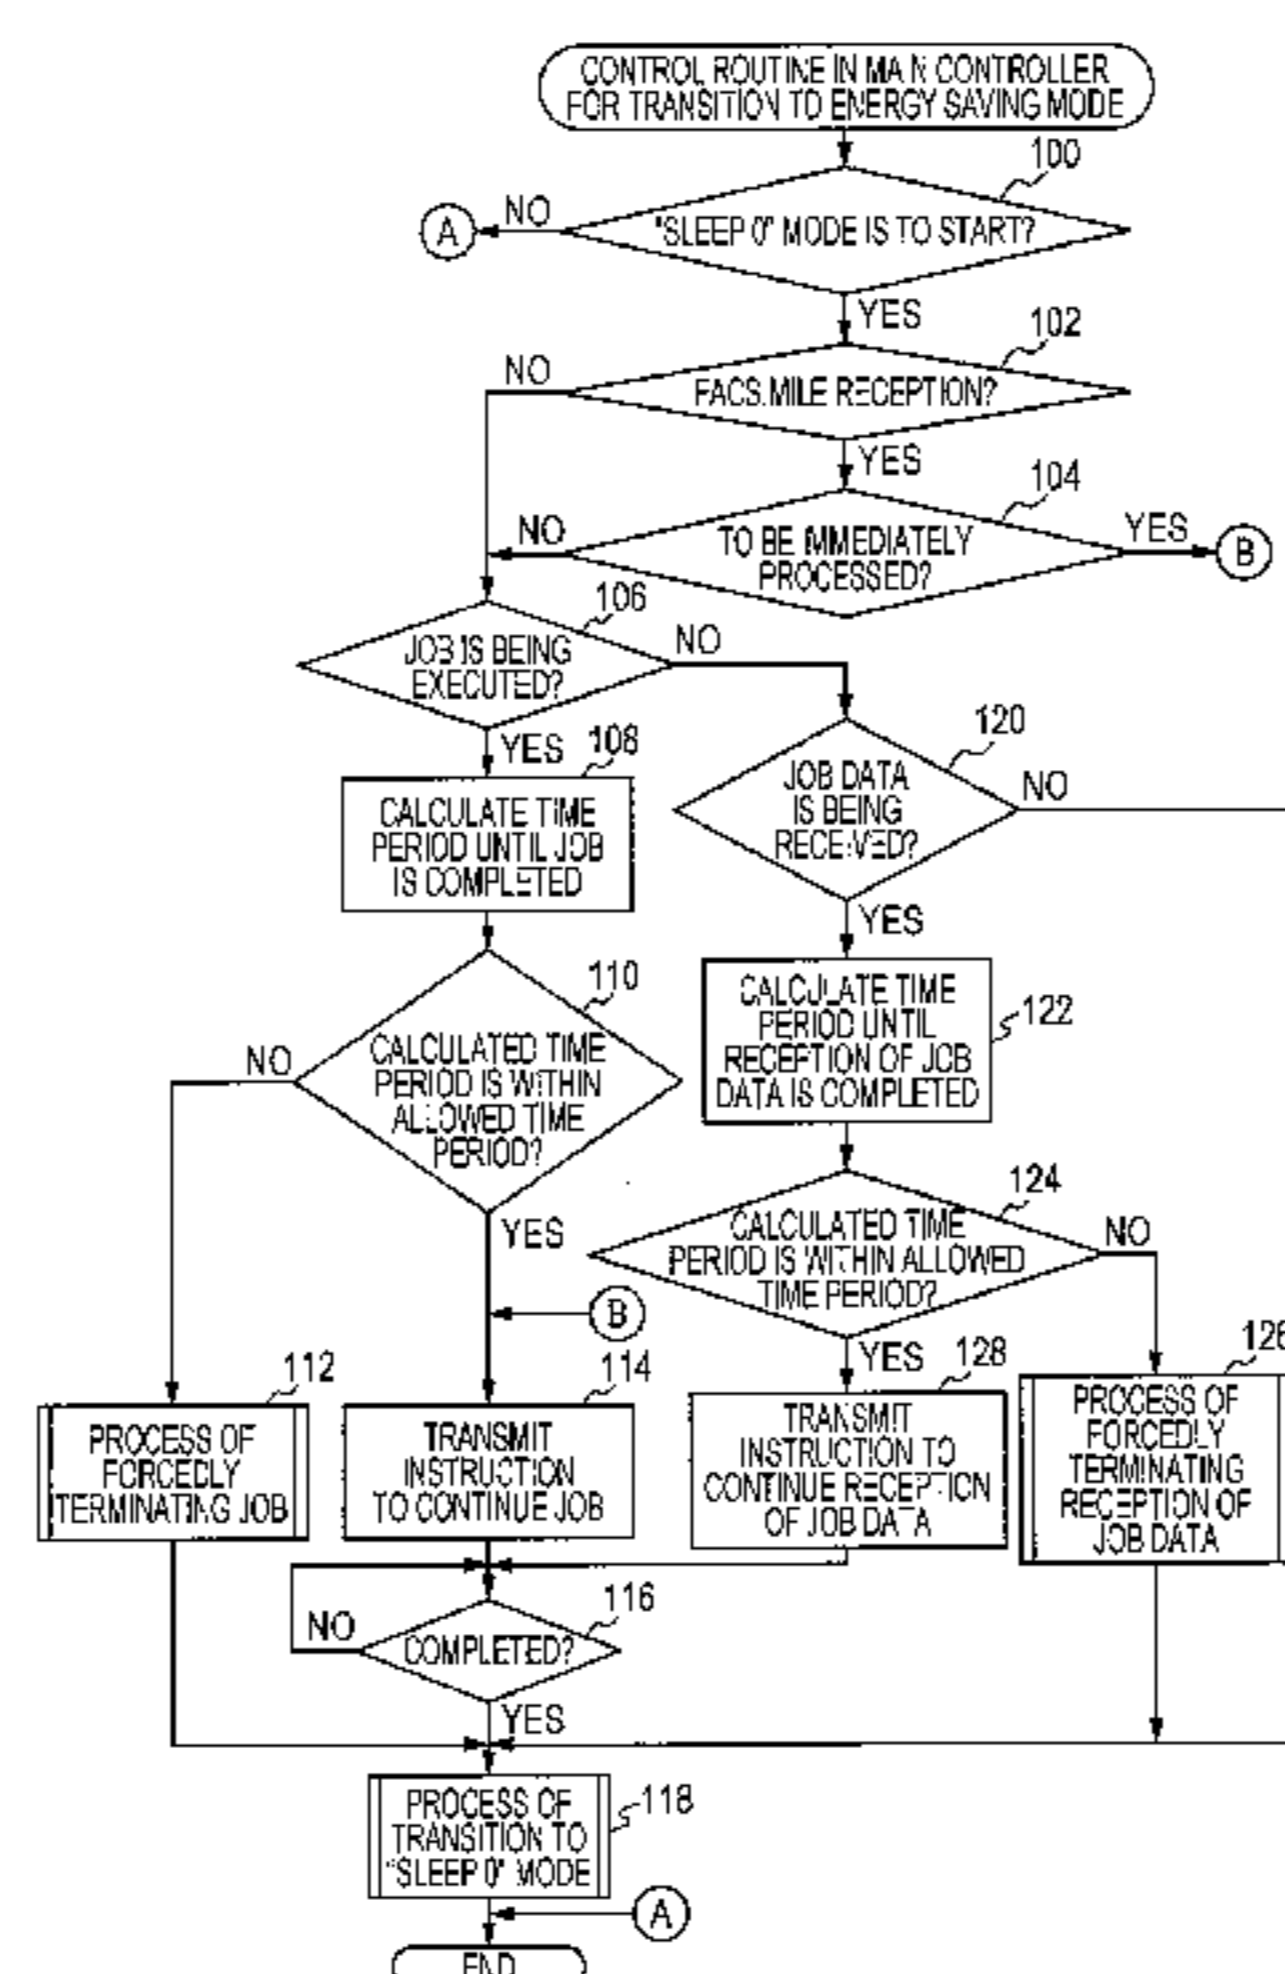 CONTROL ROUTINE IN MAIN CONTROLLER
FOR TRANSITION TO ENERGY SAVING MODE
100
A
NO
"SLEEP 0" MODE IS TO START?
YES
102
NO
FACSIMILE RECEPTION?
YES
104
NO
TO BE IMMEDIATELY
PROCESSED?
YES
B
106
JOB IS BEING
EXECUTED?
NO
YES
108
CALCULATE TIME
PERIOD UNTIL JOB
IS COMPLETED
120
JOB DATA
IS BEING
RECEIVED?
NO
YES
110
CALCULATED TIME
PERIOD IS WITHIN
ALLOWED TIME
PERIOD?
NO
YES
CALCULATE TIME
PERIOD UNTIL
RECEPTION OF JOB
DATA IS COMPLETED
122
124
CALCULATED TIME
PERIOD IS WITHIN ALLOWED
TIME PERIOD?
NO
YES
B
112
PROCESS OF
FORCEDLY
TERMINATING JOB
114
TRANSMIT
INSTRUCTION
TO CONTINUE JOB
128
TRANSMIT
INSTRUCTION TO
CONTINUE RECEPTION
OF JOB DATA
126
PROCESS OF
FORCEDLY
TERMINATING
RECEPTION OF
JOB DATA
116
NO
COMPLETED?
YES
PROCESS OF
TRANSITION TO
"SLEEP 0" MODE
118
A
END